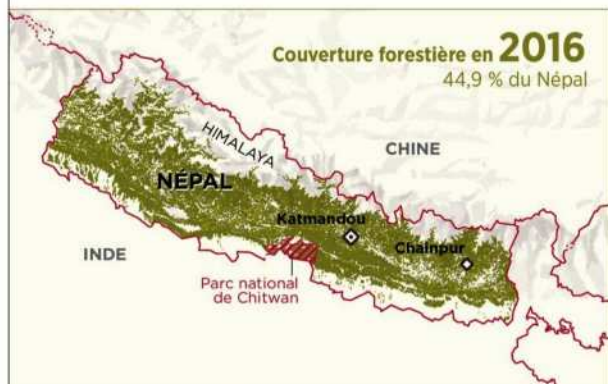 Couverture forestière en 2016
44,9 % du Népal
HIMALAYA
CHINE
NÉPAL
Katmandou
Chainpur
INDE
Parc national
de Chitwan